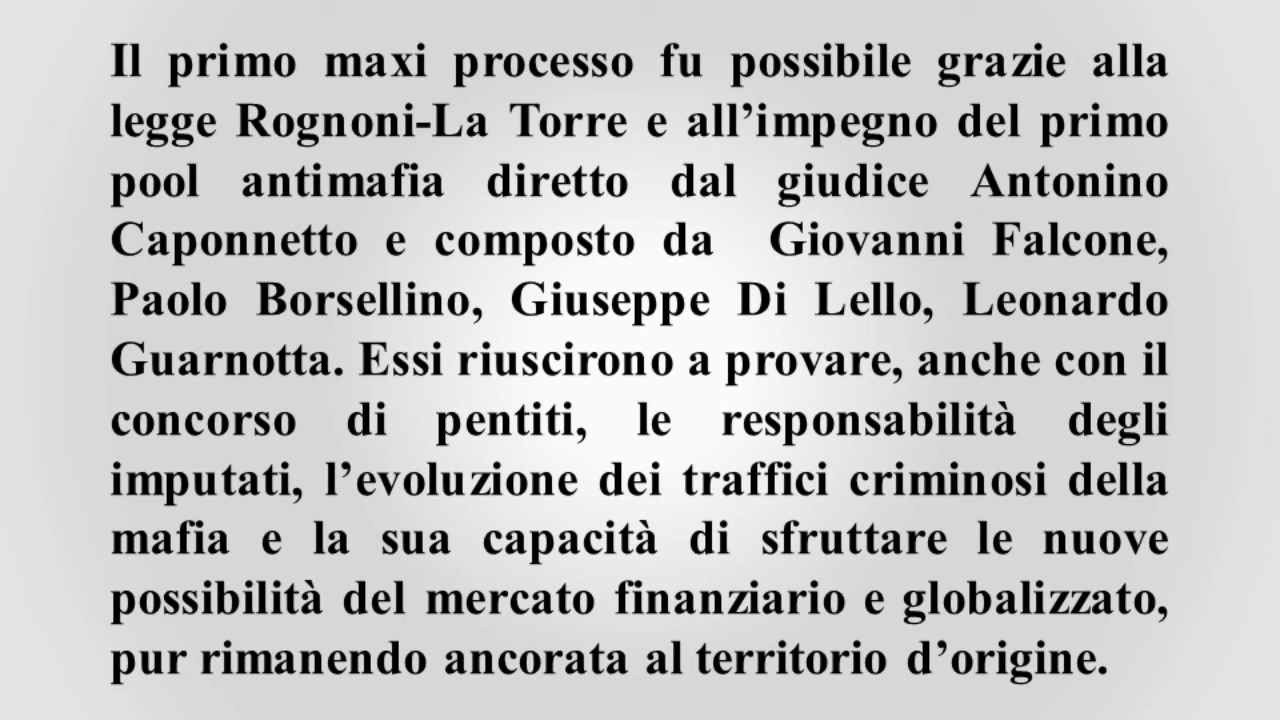 Il primo maxi processo fu possibile grazie alla
legge Rognoni-La Torre e all’impegno del primo
pool antimafia diretto dal giudice Antonino
Caponnetto e composto da Giovanni Falcone,
Paolo Borsellino, Giuseppe Di Lello, Leonardo
Guarnotta. Essi riuscirono a provare, anche con il
concorso di pentiti, le responsabilità degli
imputati, l’evoluzione dei traffici criminosi della
mafia e la sua capacità di sfruttare le nuove
possibilità del mercato finanziario e globalizzato,
pur rimanendo ancorata al territorio d’origine.